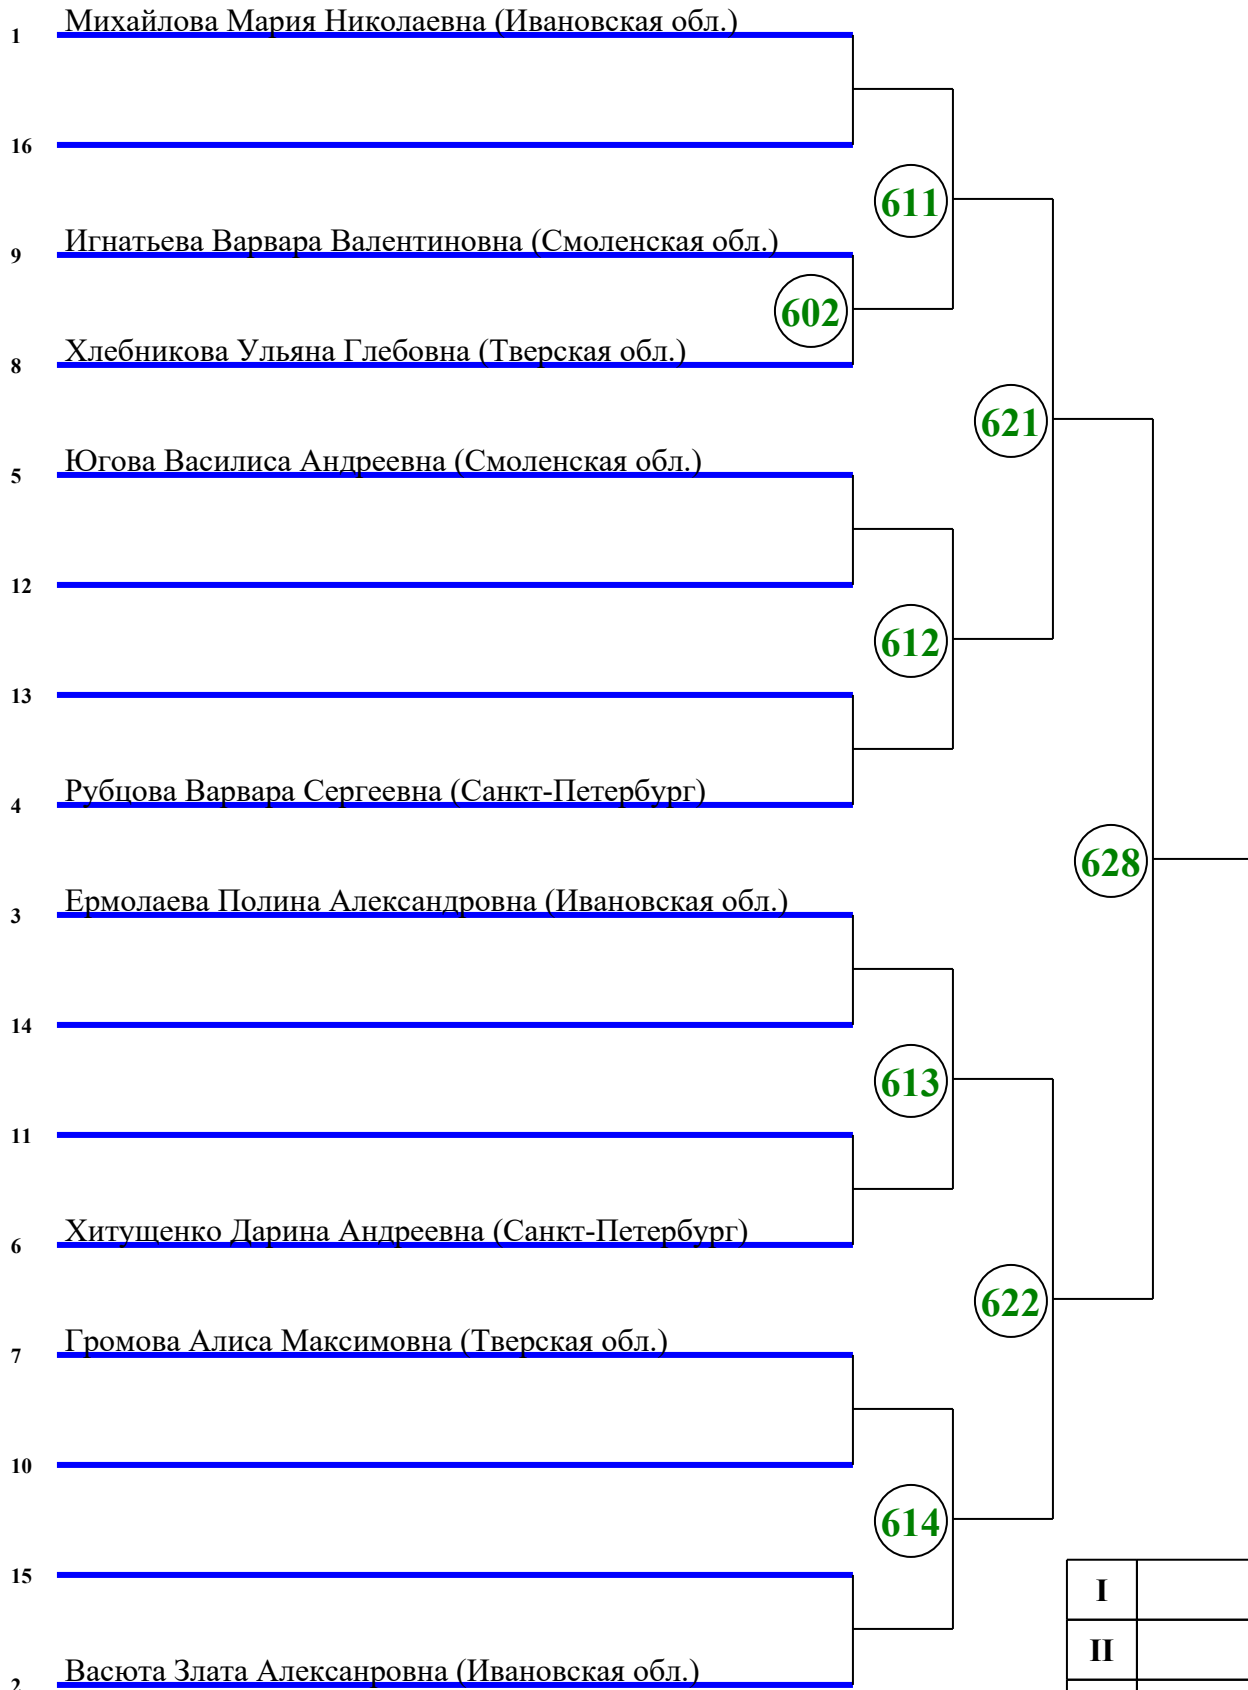 1 Михайлова Мария Николаевна (Ивановская обл.)
16
611
9 Игнатьева Варвара Валентиновна (Смоленская обл.)
602
8 Хлебникова Ульяна Глебовна (Тверская обл.)
621
5 Югова Василиса Андреевна (Смоленская обл.)
12
612
13
4 Рубцова Варвара Сергеевна (Санкт-Петербург)
628
3 Ермолаева Полина Александровна (Ивановская обл.)
14
613
11
6 Хитущенко Дарина Андреевна (Санкт-Петербург)
622
7 Громова Алиса Максимовна (Тверская обл.)
10
614
15
I
II
2 Васюта Злата Алексанровна (Ивановская обл.)